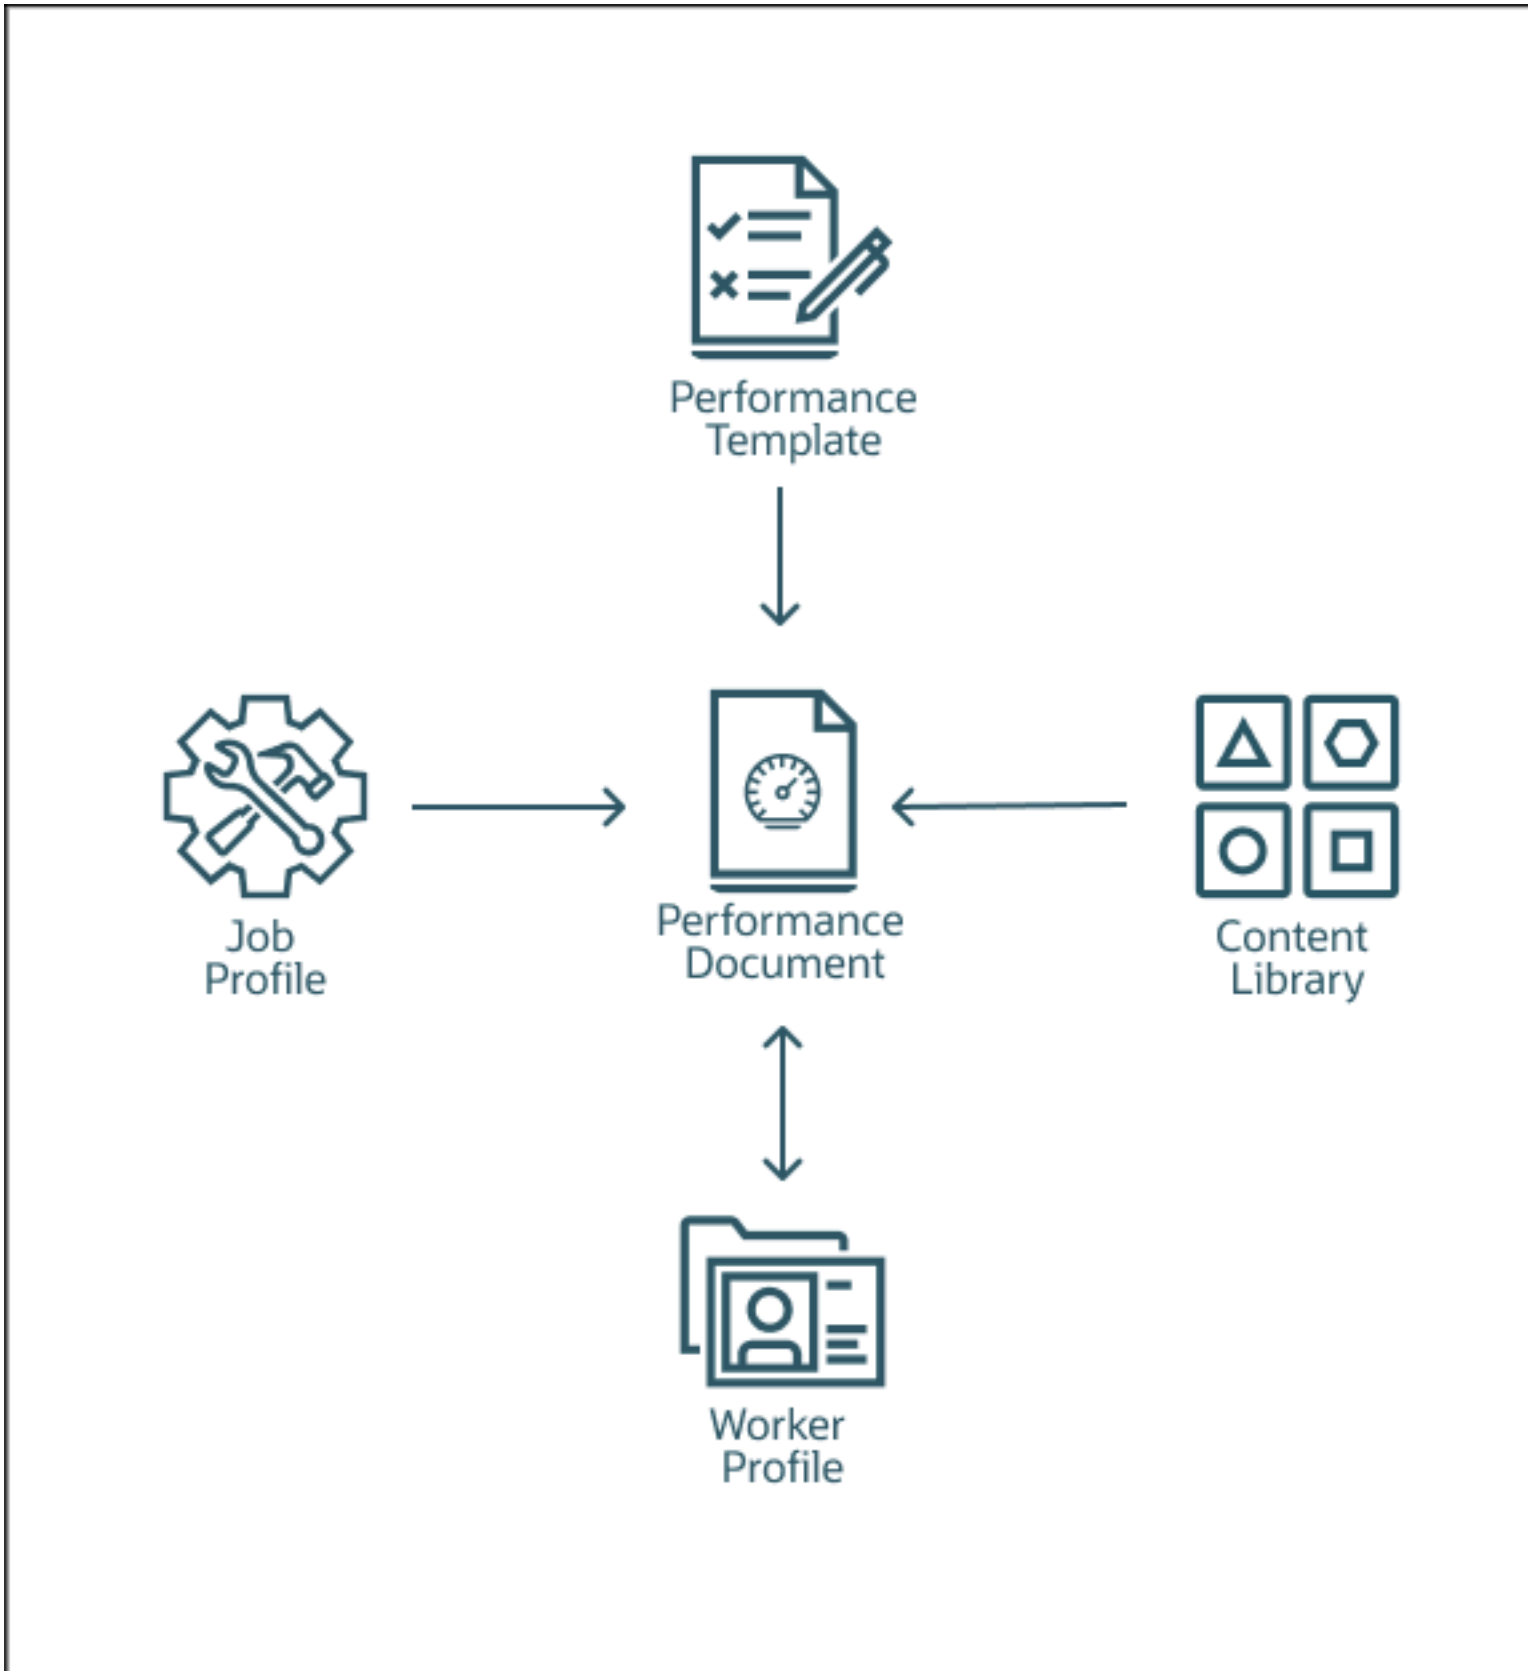 Performance
Template
Job
Profile
Performance
Document
Content
Library
Worker
Profile